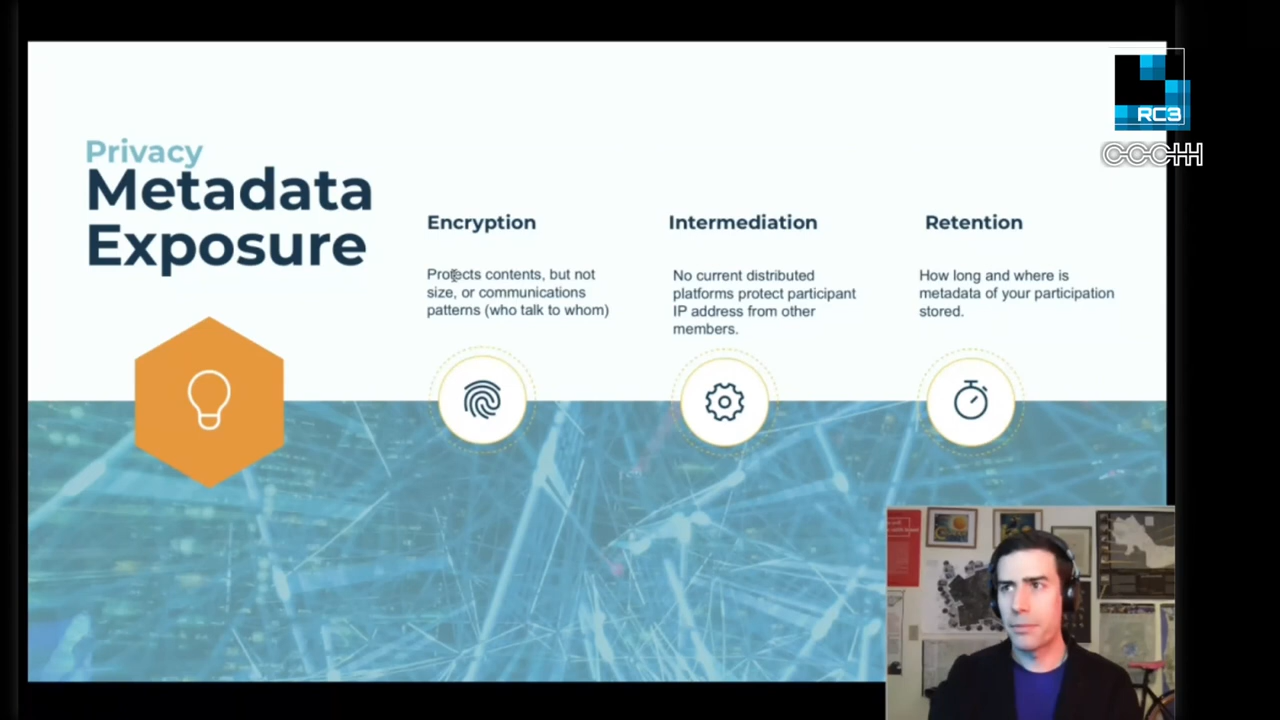 Privacy
Metadata
Exposure
Encryption
Protects contents, but not
size, or communications
patterns (who talk to whom)
Intermediation
No current distributed
platforms protect participant
IP address from other
members.
Retention
How long and where is
metadata of your participation
stored.
RC3
CCCHH